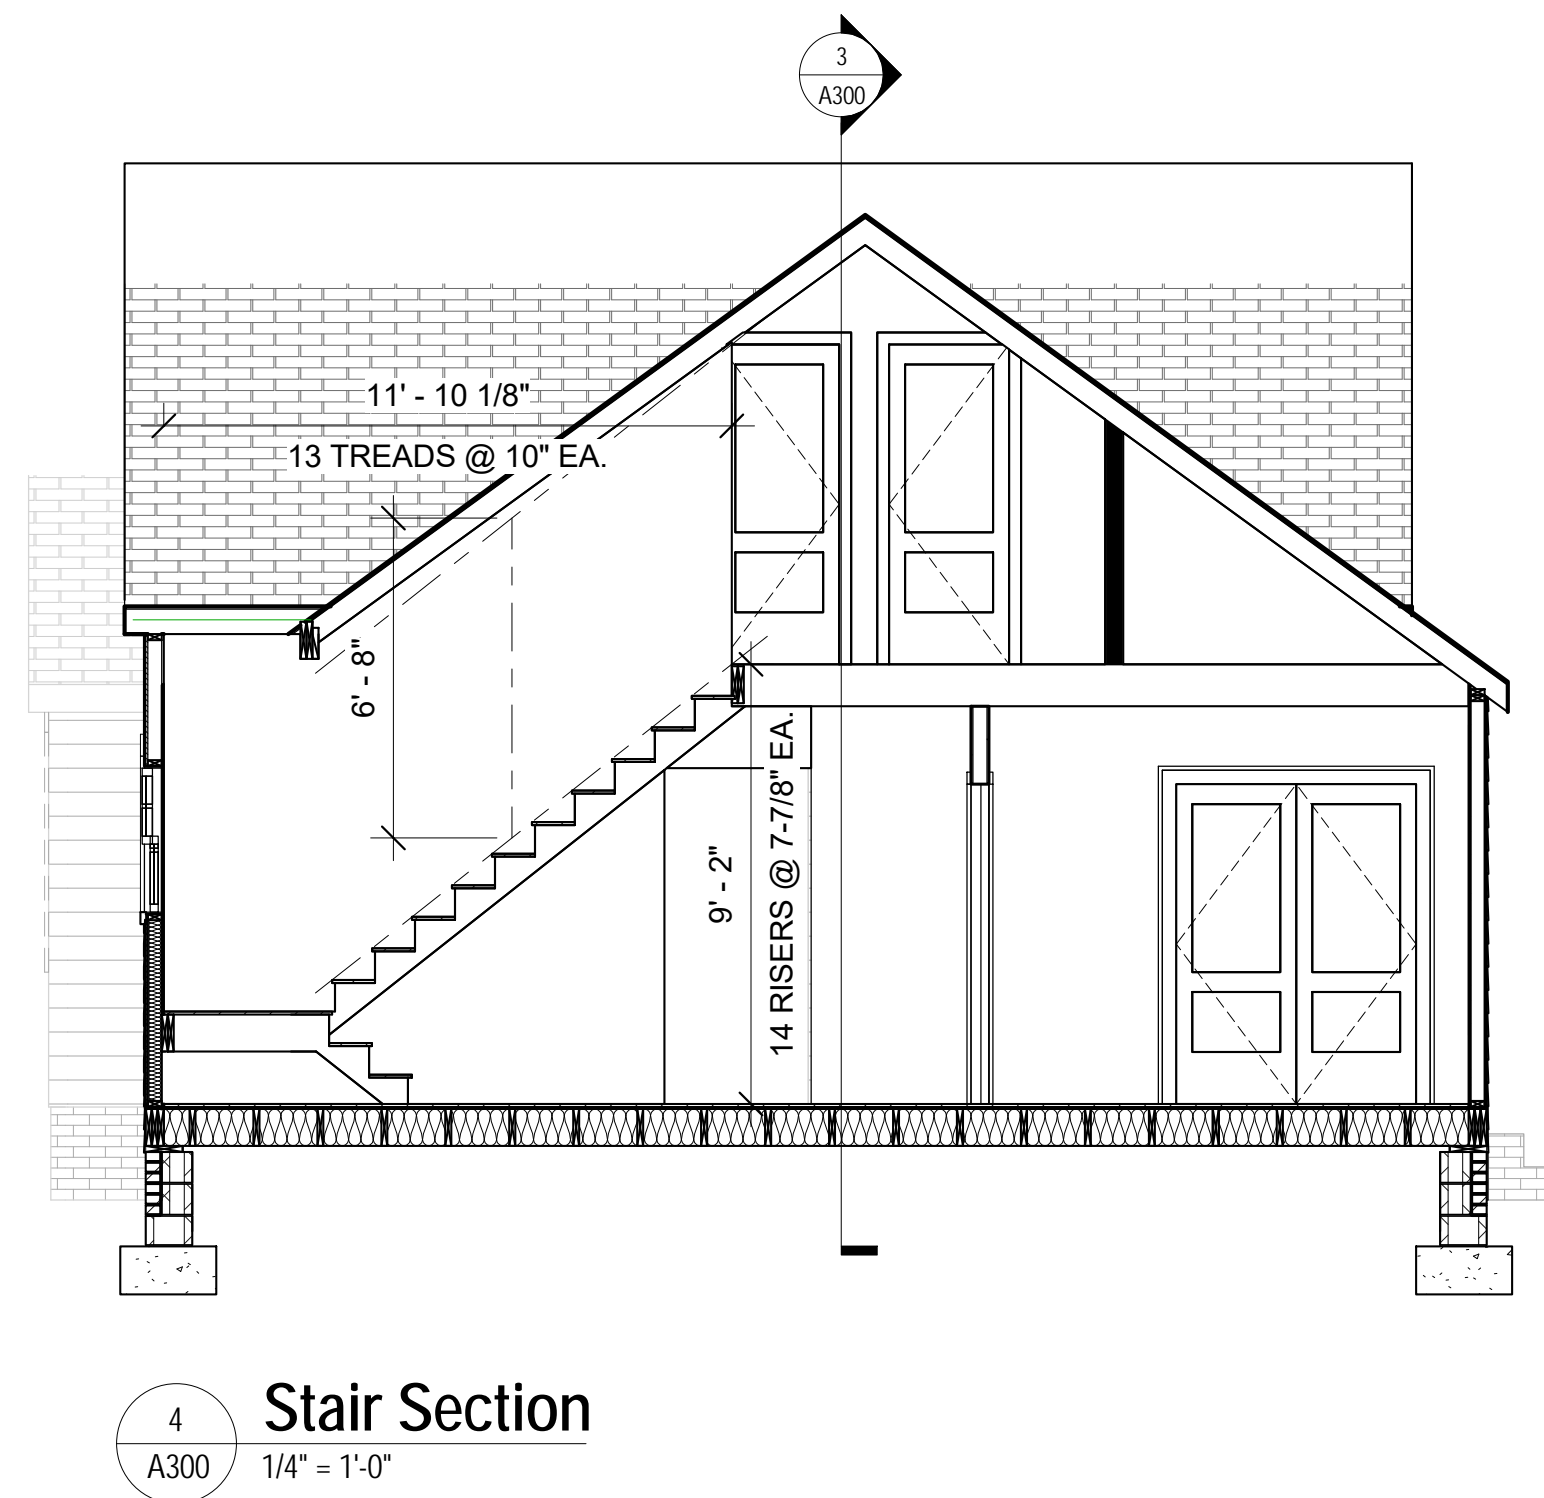 3
A300
11' - 10 1/8"
13 TREADS @ 10" EA.
6' - 8"
9' - 2"
14 RISERS @ 7-7/8" EA.
4
A300
Stair Section
1/4" = 1'-0"